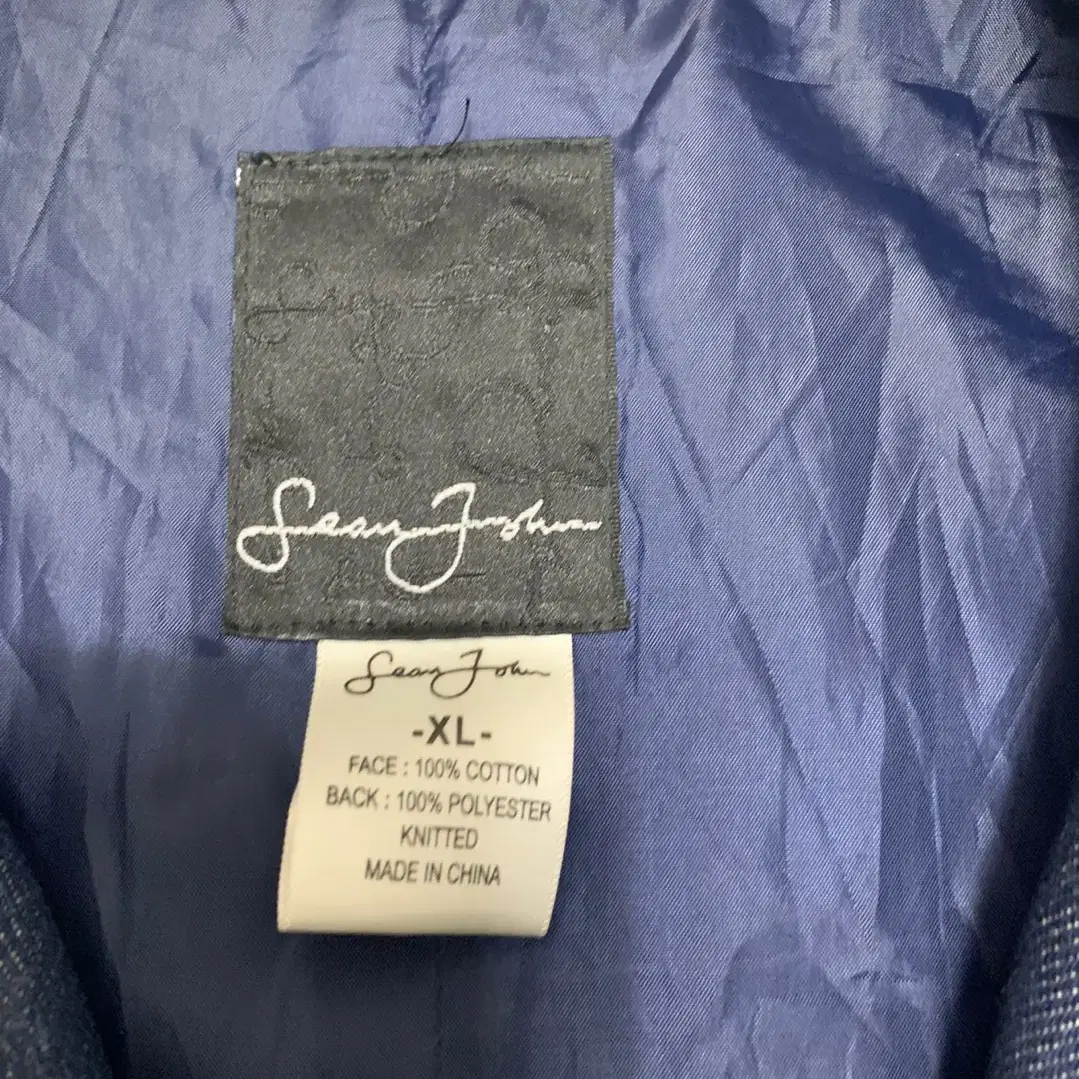 Sean John
Sean John
-XL-
FACE : 100% COTTON
BACK : 100% POLYESTER
KNITTED
MADE IN CHINA